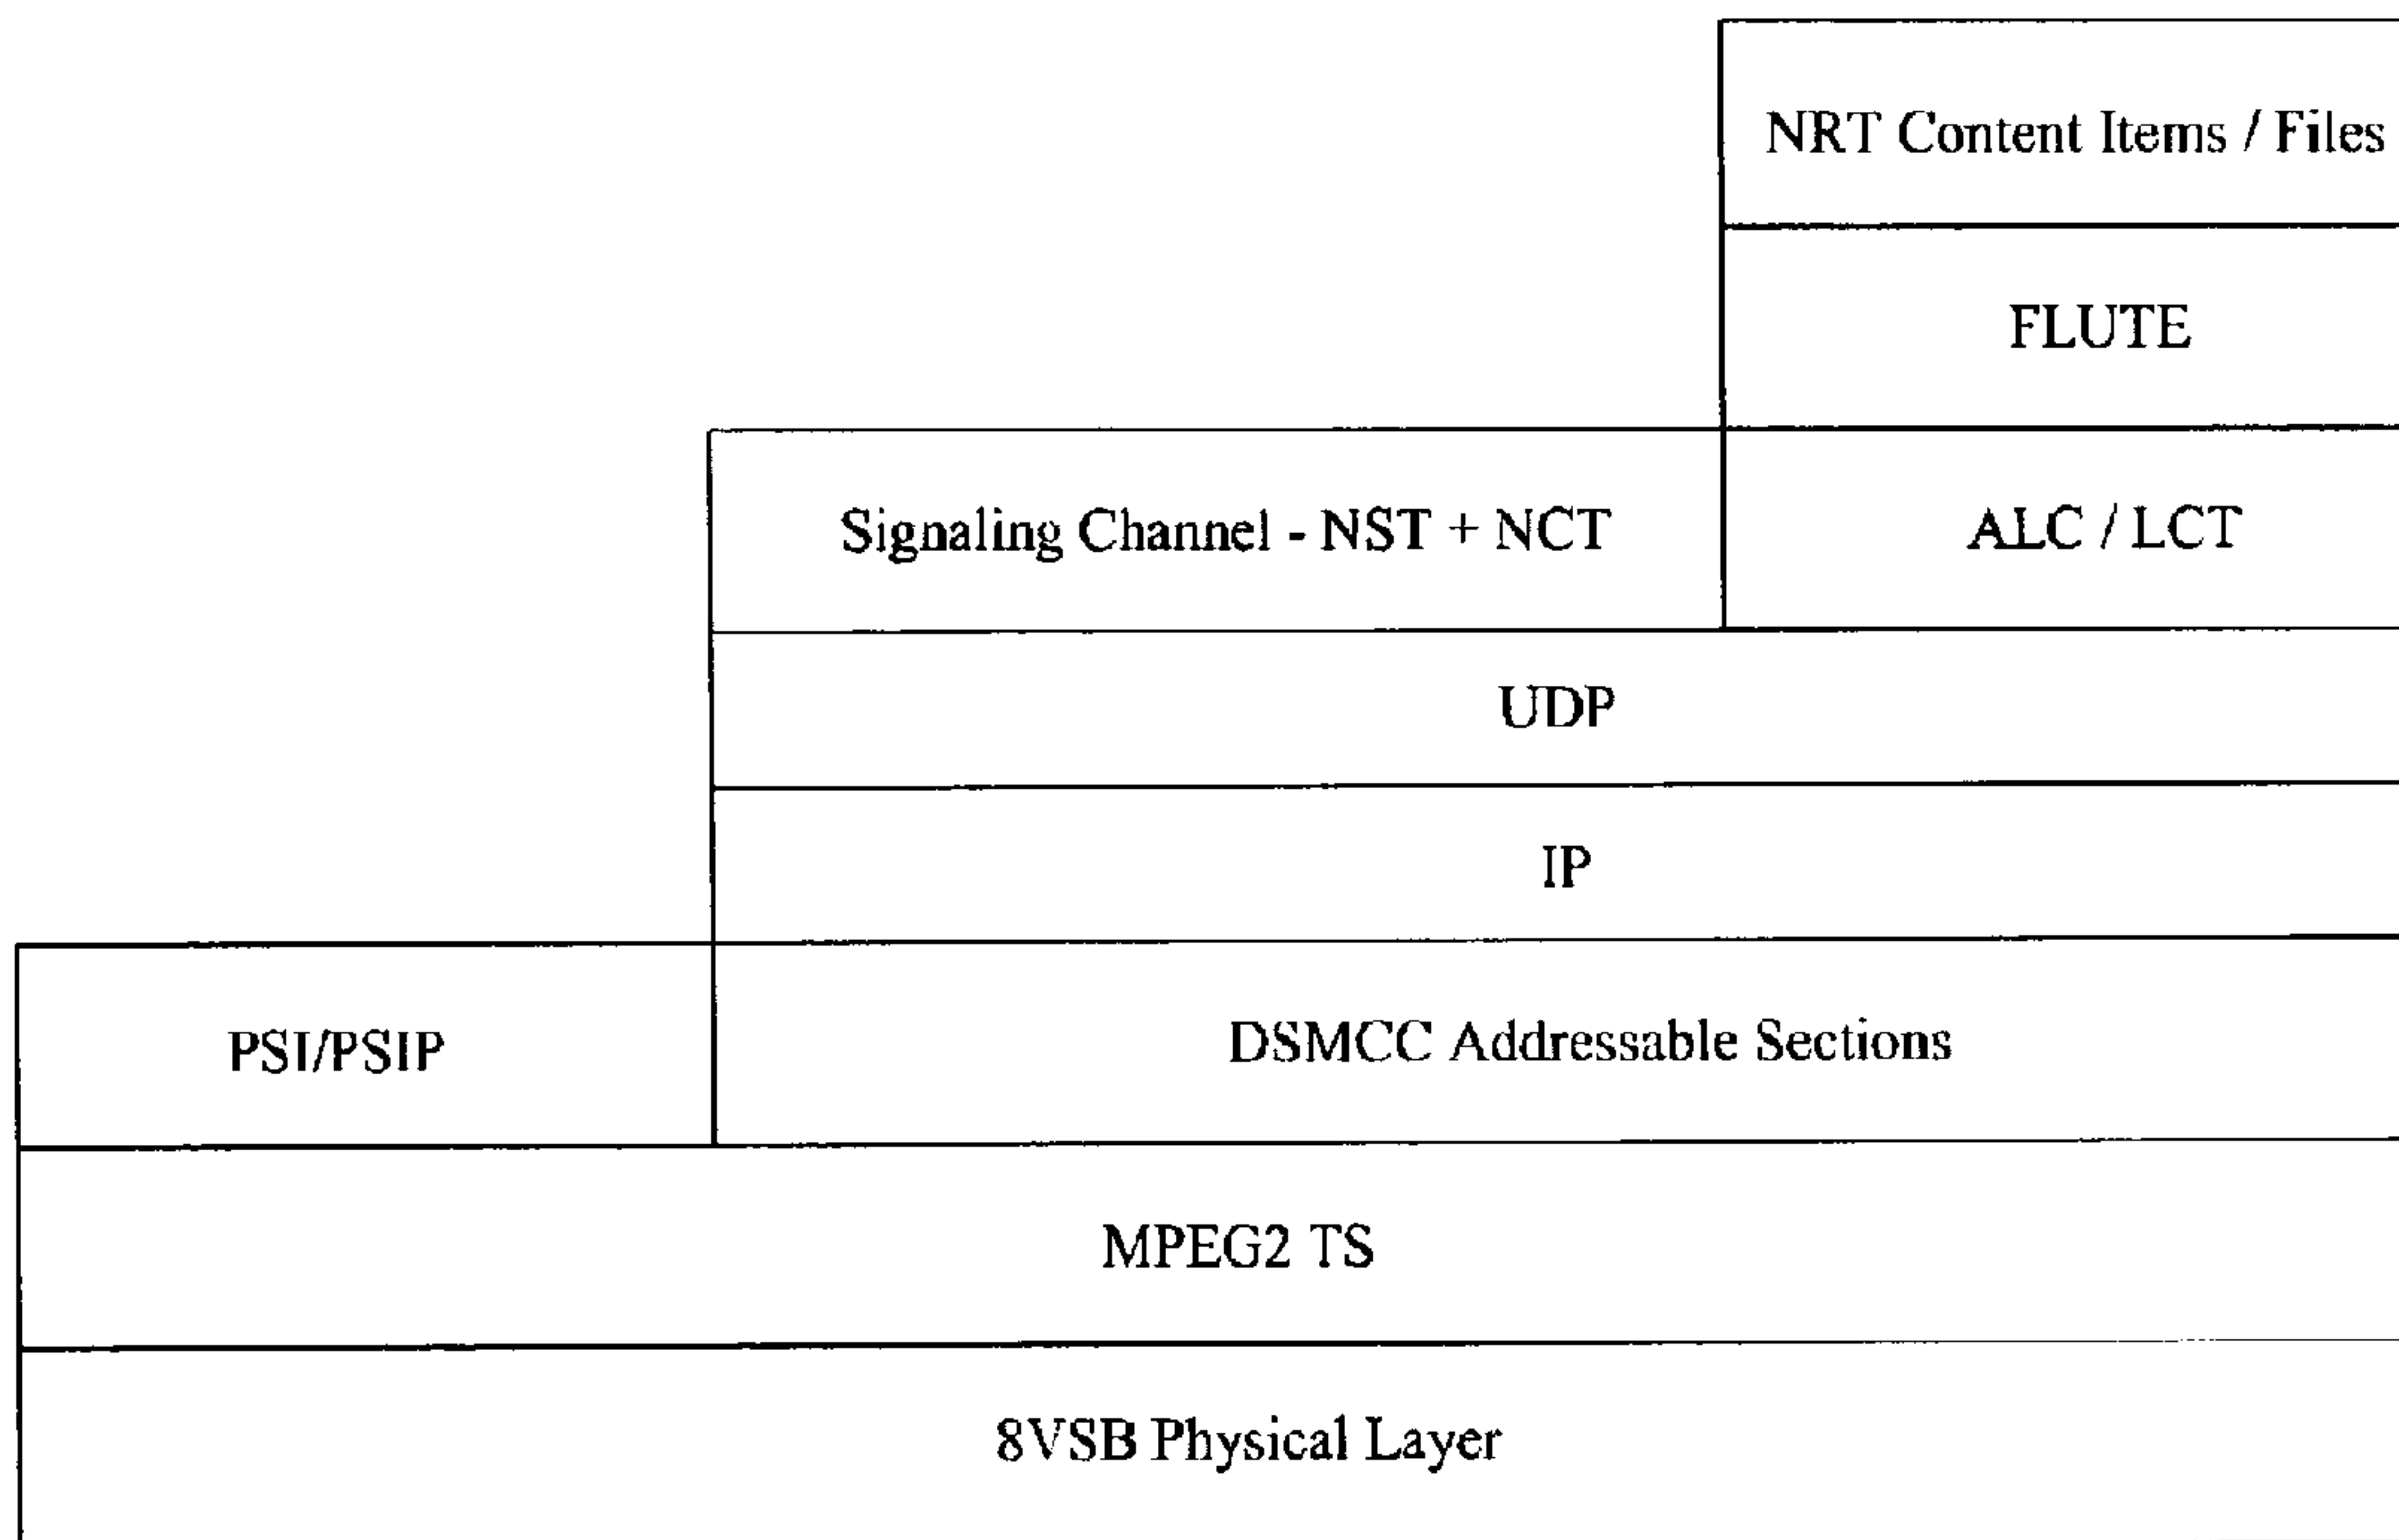 NRT Content Items / Files
FLUTE
Signaling Channel - NST + NCT
ALC / LCT
UDP
IP
PSI/PSIP
DSMCC Addressable Sections
MPEG2 TS
8VSB Physical Layer